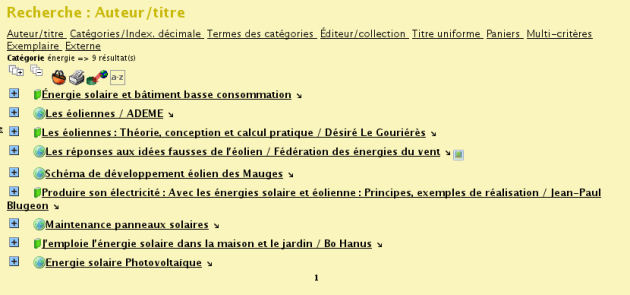 Recherche : Auteur/titre
Auteur/titre Catégories/Index. décimale Termes des catégories Éditeur/collection Titre uniforme Paniers Multi-critères
Exemplaire Externe
Catégorie énergie => 9 résultat(s)
a-z
Énergie solaire et bâtiment basse consommation
Les éoliennes / ADEME
Les éoliennes : Théorie, conception et calcul pratique / Désiré Le Gouriérès
Les réponses aux idées fausses de l'éolien / Fédération des énergies du vent
Schéma de développement éolien des Mauges
Produire son électricité : Avec les énergies solaire et éolienne : Principes, exemples de réalisation / Jean-Paul
Blugeon
Maintenance panneaux solaires
J'emploie l'énergie solaire dans la maison et le jardin / Bo Hanus
Energie solaire Photovoltaïque
1